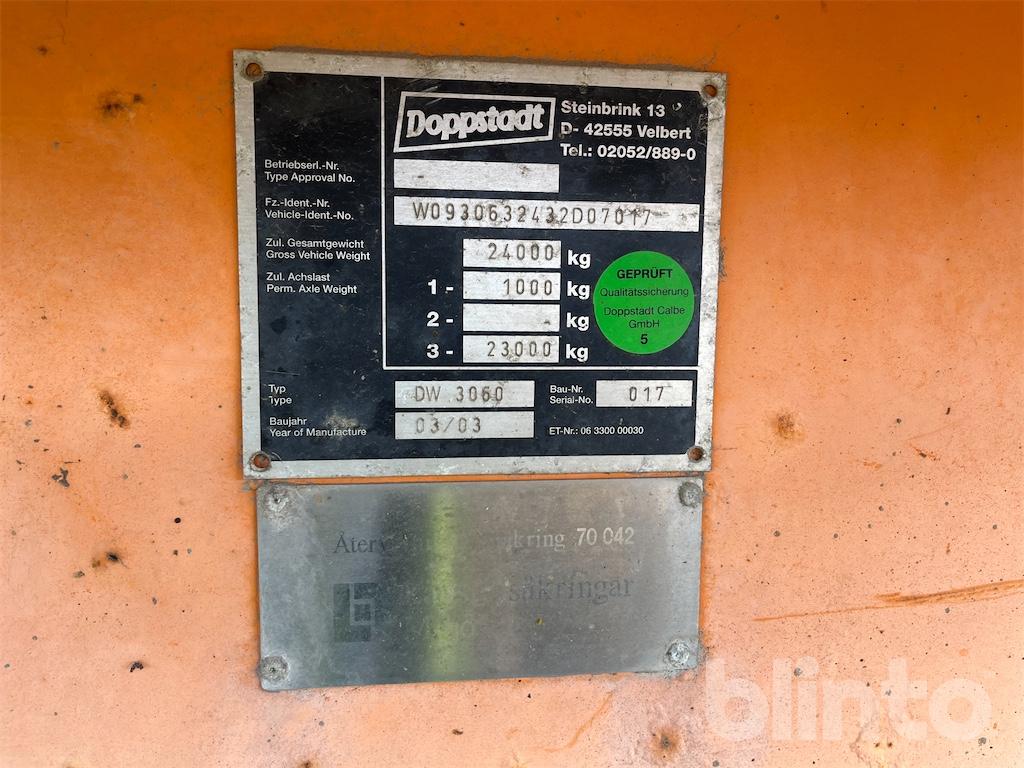 Doppstadt
Steinbrink 13
D- 42555 Velbert
Tel.: 02052/889-0
Betriebserl.-Nr.
Type Approval No.
-
Fz.-Ident.-Nr.
Vehicle-Ident.-No.
W0930632432D07017
Zul. Gesamtgewicht
Gross Vehicle Weight
24000 kg
Zul. Achslast
Perm. Axle Weight
1- 1000 kg
2- kg
3- 23000 kg
GEPRÜFT
Qualitätssicherung
Doppstadt Calbe
GmbH
5
Typ
Type
DW 3060
Bau-Nr.
Serial-No.
017
Baujahr
Year of Manufacture
03/03
ET-Nr.: 06 3300 00030
70 042
säkringar
blinto